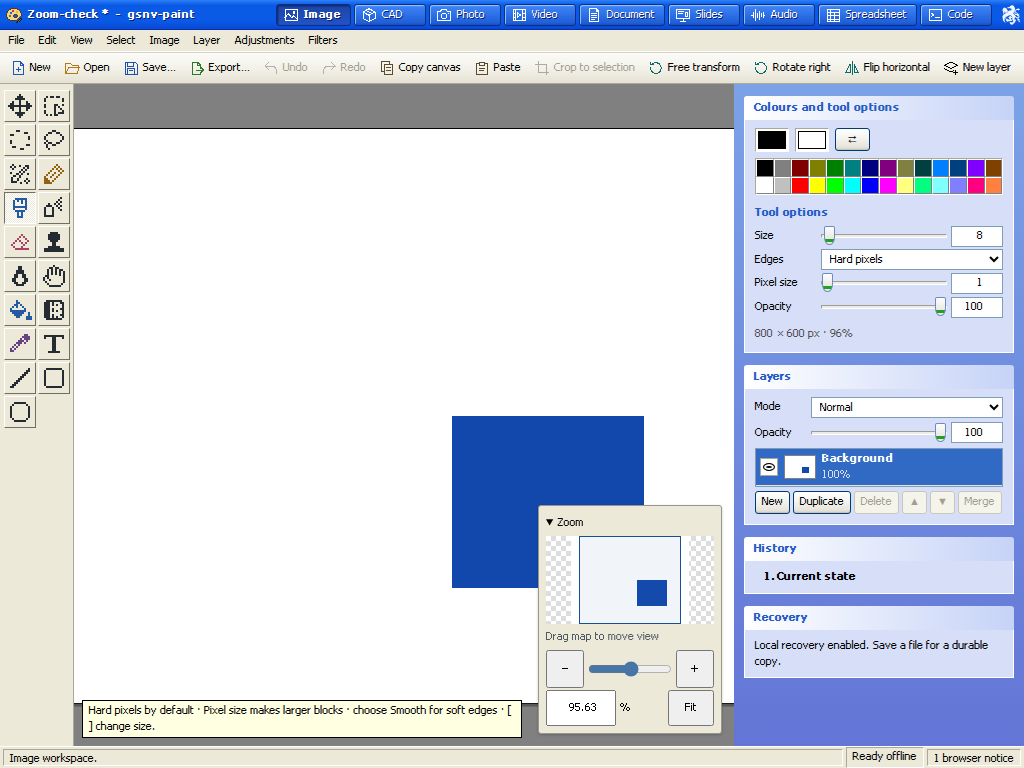 Zoom-check * - gsnv-paint
Image
CAD
Photo
Video
Document
Slides
Audio
Spreadsheet
Code
File Edit View Select Image Layer Adjustments Filters
New Open Save... Export... Undo Redo Copy canvas Paste Crop to selection Free transform Rotate right Flip horizontal New layer
Colours and tool options
Tool options
Size 8
Edges Hard pixels
Pixel size 1
Opacity 100
800 × 600 px · 96%
Layers
Mode Normal
Opacity 100
Background
100%
New Duplicate Delete ▲ ▼ Merge
History
1. Current state
Recovery
Local recovery enabled. Save a file for a durable
copy.
▼ Zoom
Drag map to move view
− +
95.63 % Fit
Hard pixels by default · Pixel size makes larger blocks · choose Smooth for soft edges · [
] change size.
Image workspace.
Ready offline
1 browser notice